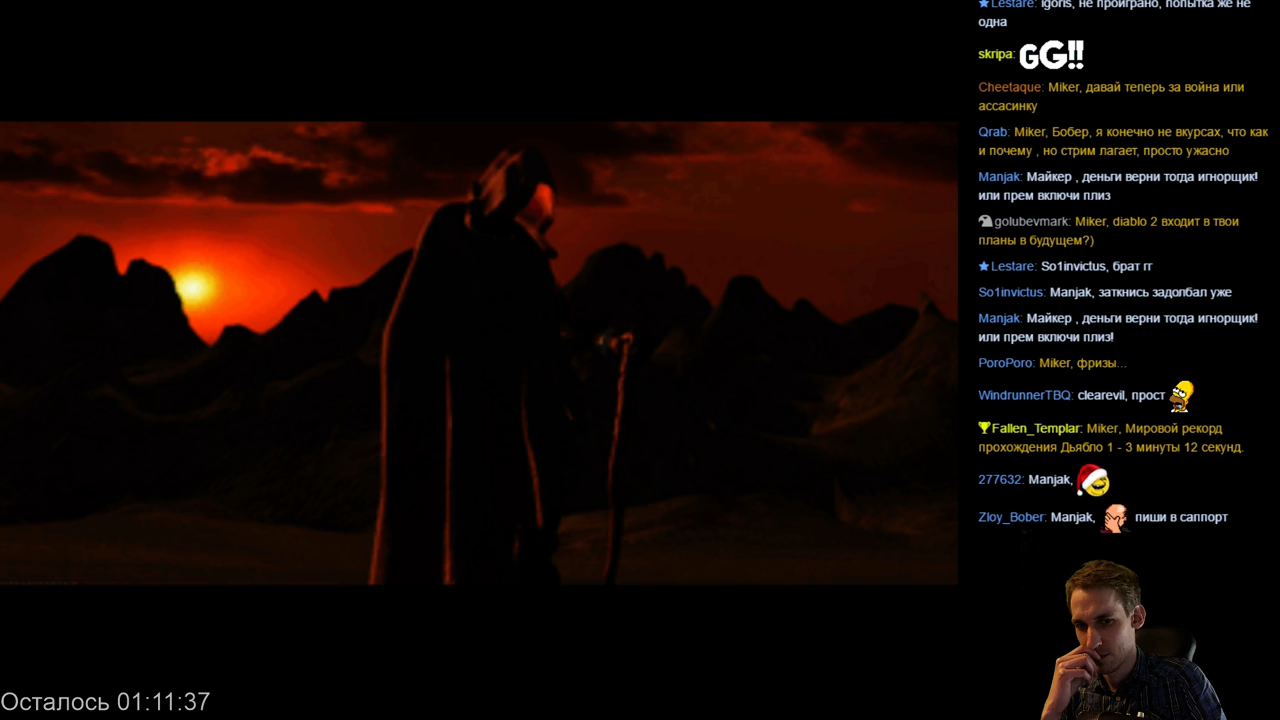 ★Lestare: Igoris, не проиграно, попытка же не
одна
skripa: GG!!
Cheetaque: Miker, давай теперь за война или
ассасинку
Qrab: Miker, Бобер, я конечно не вкурсах, что как
и почему , но стрим лагает, просто ужасно
Manjak: Майкер , деньги верни тогда игнорщик!
или прем включи плиз
golubevmark: Miker, diablo 2 входит в твои
планы в будущем?)
★Lestare: So1invictus, брат гг
So1invictus: Manjak, заткнись задолбал уже
Manjak: Майкер , деньги верни тогда игнорщик!
или прем включи плиз!
PoroPoro: Miker, фризы...
WindrunnerTBQ: clearevil, прост
Fallen_Templar: Miker, Мировой рекорд
прохождения Дьябло 1 - 3 минуты 12 секунд.
277632: Manjak,
Zloy_Bober: Manjak, пиши в саппорт
Осталось 01:11:37